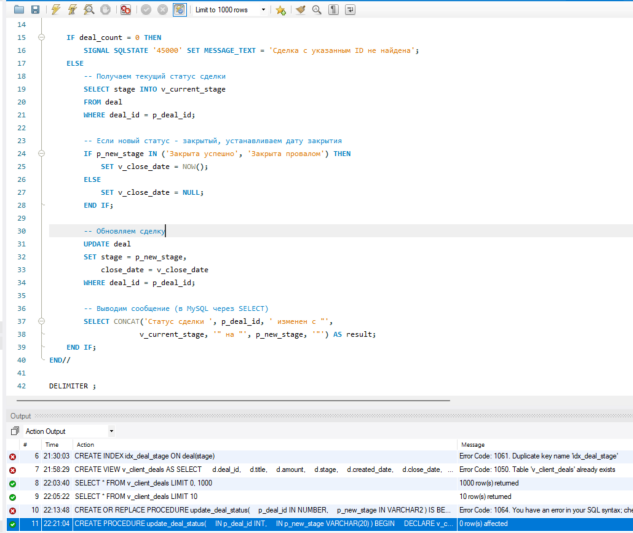 Limit to 1000 rows
14
15 IF deal_count = 0 THEN
16 SIGNAL SQLSTATE '45000' SET MESSAGE_TEXT = 'Сделка с указанным ID не найдена';
17 ELSE
18 -- Получаем текущий статус сделки
19 SELECT stage INTO v_current_stage
20 FROM deal
21 WHERE deal_id = p_deal_id;
22
23 -- Если новый статус - закрытый, устанавливаем дату закрытия
24 IF p_new_stage IN ('Закрыта успешно', 'Закрыта провалом') THEN
25 SET v_close_date = NOW();
26 ELSE
27 SET v_close_date = NULL;
28 END IF;
29
30 -- Обновляем сделку
31 UPDATE deal
32 SET stage = p_new_stage,
33 close_date = v_close_date
34 WHERE deal_id = p_deal_id;
35
36 -- Выводим сообщение (в MySQL через SELECT)
37 SELECT CONCAT('Статус сделки ', p_deal_id, ' изменен с "',
38 v_current_stage, '" на "', p_new_stage, '"') AS result;
39 END IF;
40 END//
41
42 DELIMITER ;
Output
Action Output
# Time Action Message
6 21:30:03 CREATE INDEX idx_deal_stage ON deal(stage) Error Code: 1061. Duplicate key name 'idx_deal_stage'
7 21:58:29 CREATE VIEW v_client_deals AS SELECT d.deal_id, d.title, d.amount, d.stage, d.created_date, d.close_date, ... Error Code: 1050. Table 'v_client_deals' already exists
8 22:03:40 SELECT * FROM v_client_deals LIMIT 0, 1000 1000 row(s) returned
9 22:05:22 SELECT * FROM v_client_deals LIMIT 10 10 row(s) returned
10 22:13:48 CREATE OR REPLACE PROCEDURE update_deal_status( p_deal_id IN NUMBER, p_new_stage IN VARCHAR2 ) IS BE... Error Code: 1064. You have an error in your SQL syntax; che
11 22:21:04 CREATE PROCEDURE update_deal_status( IN p_deal_id INT, IN p_new_stage VARCHAR(20) ) BEGIN DECLARE v_c... 0 row(s) affected